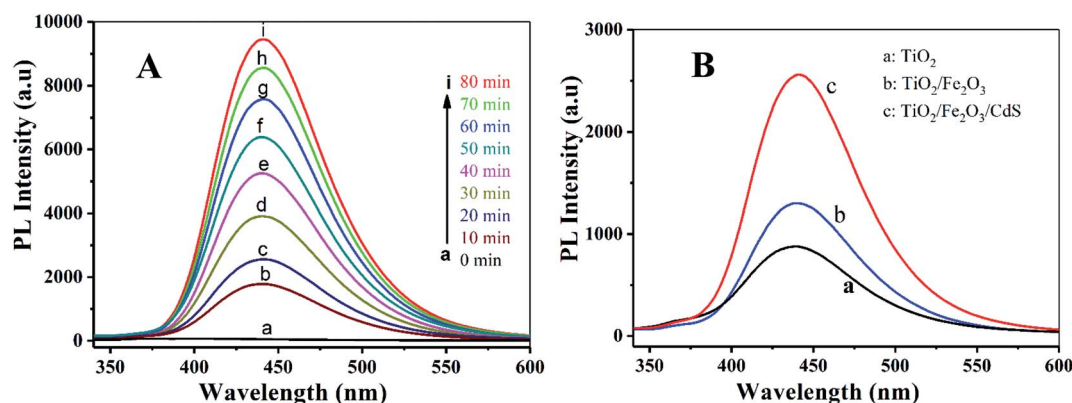 A
PL Intensity (a.u)
10000
8000
6000
4000
2000
0
i
h
g
f
e
d
c
b
a
i 80 min
70 min
60 min
50 min
40 min
30 min
20 min
10 min
a 0 min
350 400 450 500 550 600
Wavelength (nm)
B
PL Intensity (a.u)
3000
2000
1000
0
a: TiO₂
b: TiO₂/Fe₂O₃
c: TiO₂/Fe₂O₃/CdS
c
b
a
350 400 450 500 550 600
Wavelength (nm)